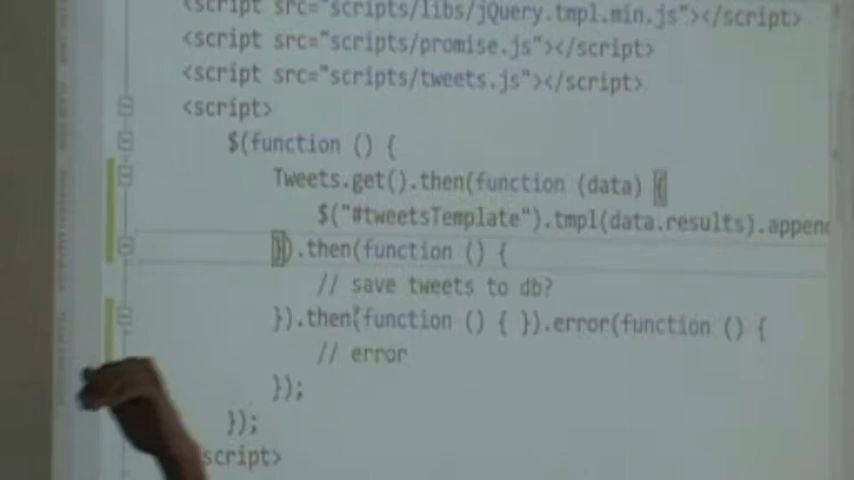 <script src="scripts/libs/jQuery.tmpl.min.js"></script>
<script src="scripts/promise.js"></script>
<script src="scripts/tweets.js"></script>
<script>
$(function () {
Tweets.get().then(function (data) {
$("#tweetsTemplate").tmpl(data.results).appen
}).then(function () {
// save tweets to db?
}).then(function () { }).error(function () {
// error
});
});
script>